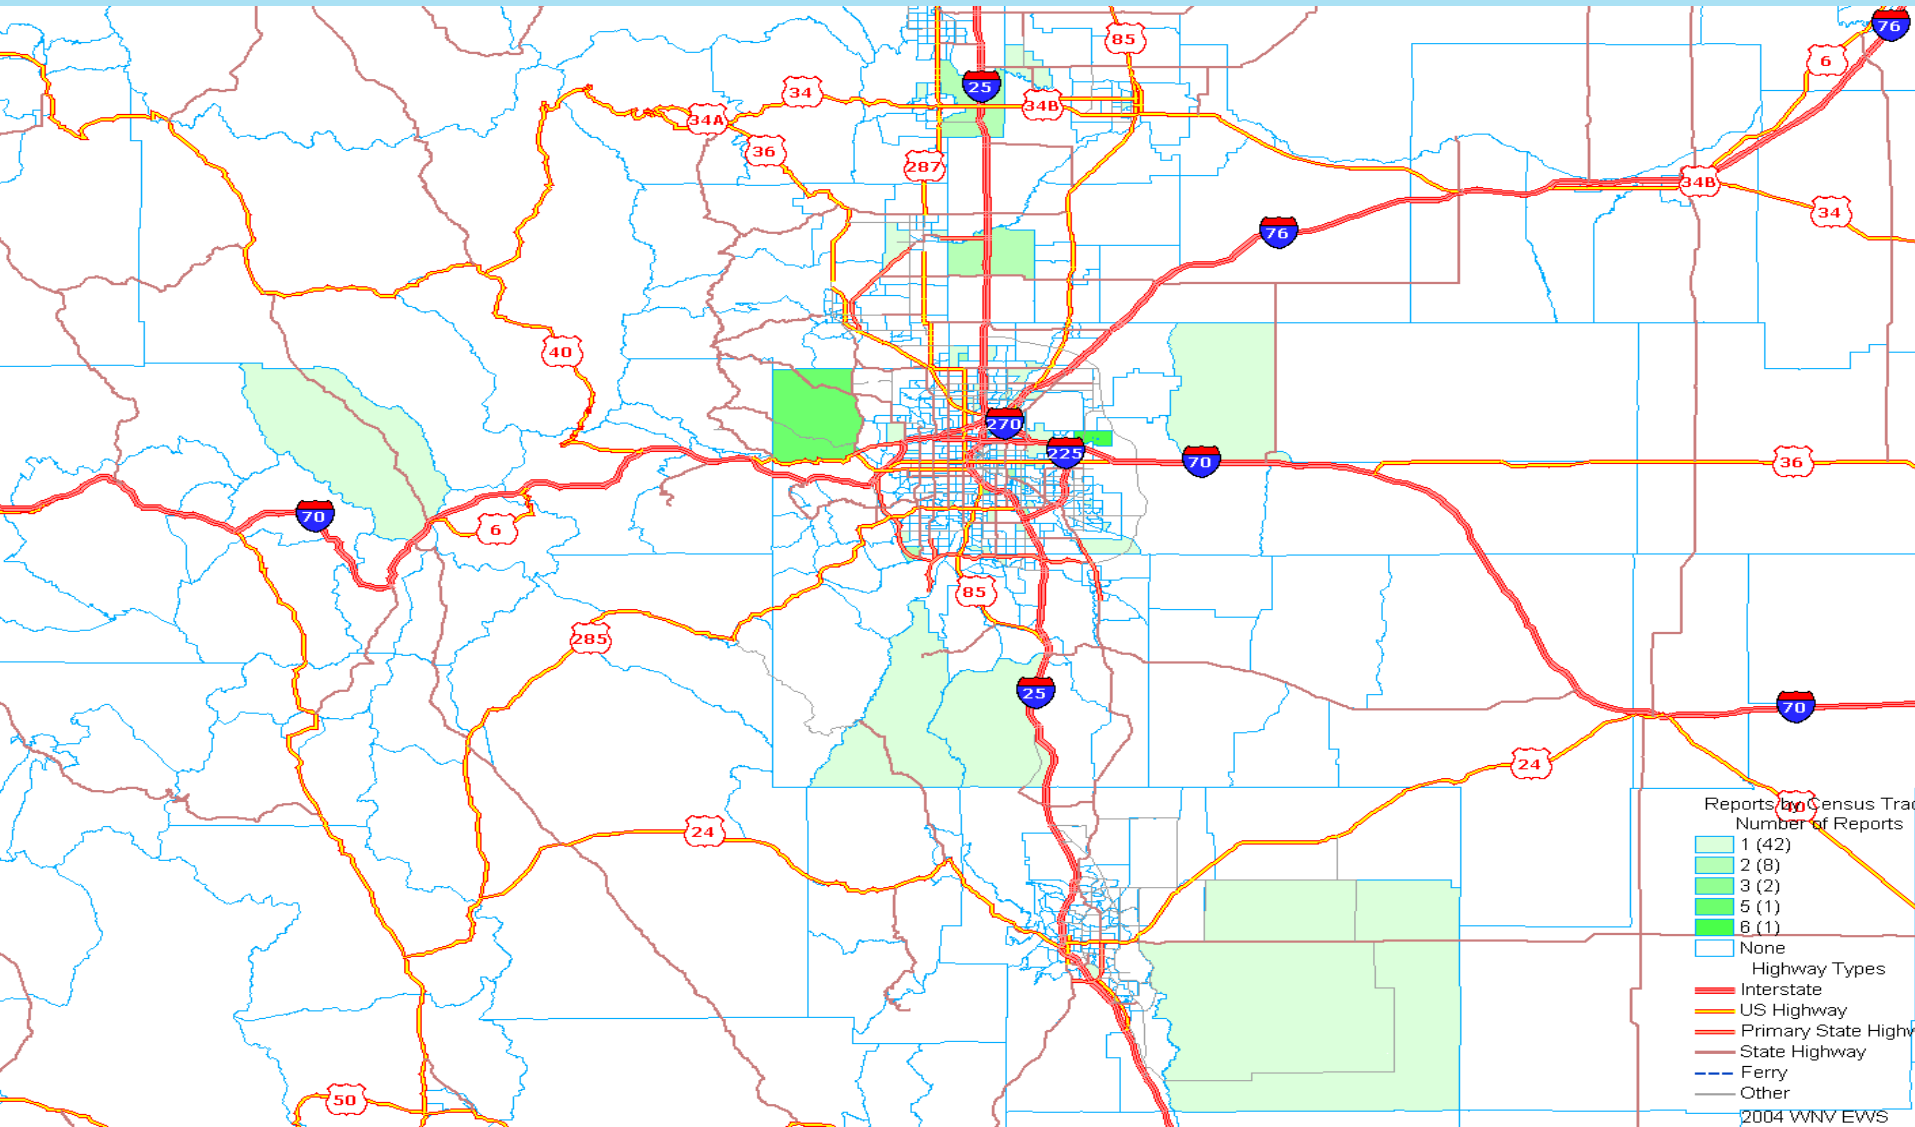 76
85
6
25
34
34B
34A
36
287
34B
34
76
40
270
225
70
36
70
6
85
285
25
70
24
40
Reports by Census Trac
Number of Reports
1 (42)
24
2 (8)
3 (2)
5 (1)
6 (1)
None
Highway Types
Interstate
US Highway
Primary State Highw
State Highway
Ferry
Other
50
2004 WNV EWS